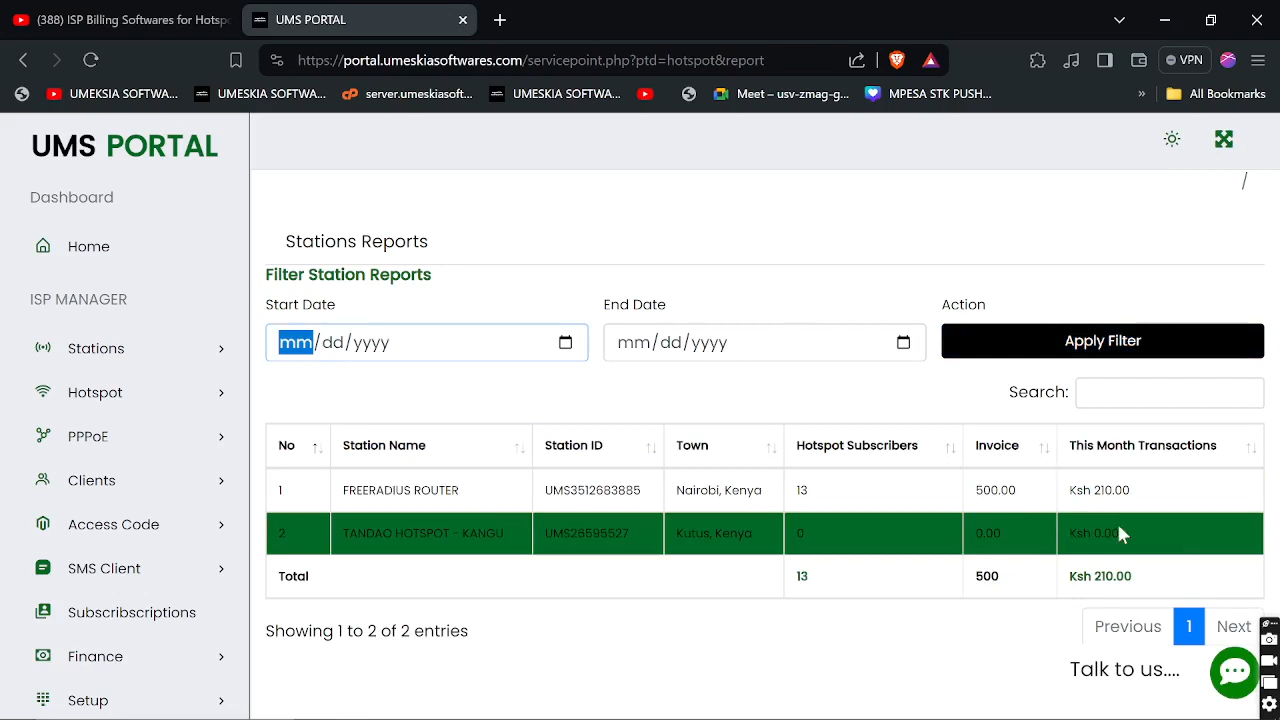 (388) ISP Billing Softwares for Hotsp
UMS PORTAL
https://portal.umeskiasoftwares.com/servicepoint.php?ptd=hotspot&report
VPN
UMEKSIA SOFTWA...
UMESKIA SOFTWA...
server.umeskiasoft...
UMESKIA SOFTWA...
Meet – usv-zmag-g...
MPESA STK PUSH...
»
All Bookmarks
UMS PORTAL
Dashboard
Home
ISP MANAGER
Stations
Hotspot
PPPoE
Clients
Access Code
SMS Client
Subscribscriptions
Finance
Setup
/
Stations Reports
Filter Station Reports
Start Date
End Date
Action
mm/dd/yyyy
mm/dd/yyyy
Apply Filter
Search:
No Station Name Station ID Town Hotspot Subscribers Invoice This Month Transactions
1 FREERADIUS ROUTER UMS3512683885 Nairobi, Kenya 13 500.00 Ksh 210.00
2 TANDAO HOTSPOT - KANGU UMS26595527 Kutus, Kenya 0 0.00 Ksh 0.00
Total 13 500 Ksh 210.00
Showing 1 to 2 of 2 entries
Previous 1 Next
Talk to us....